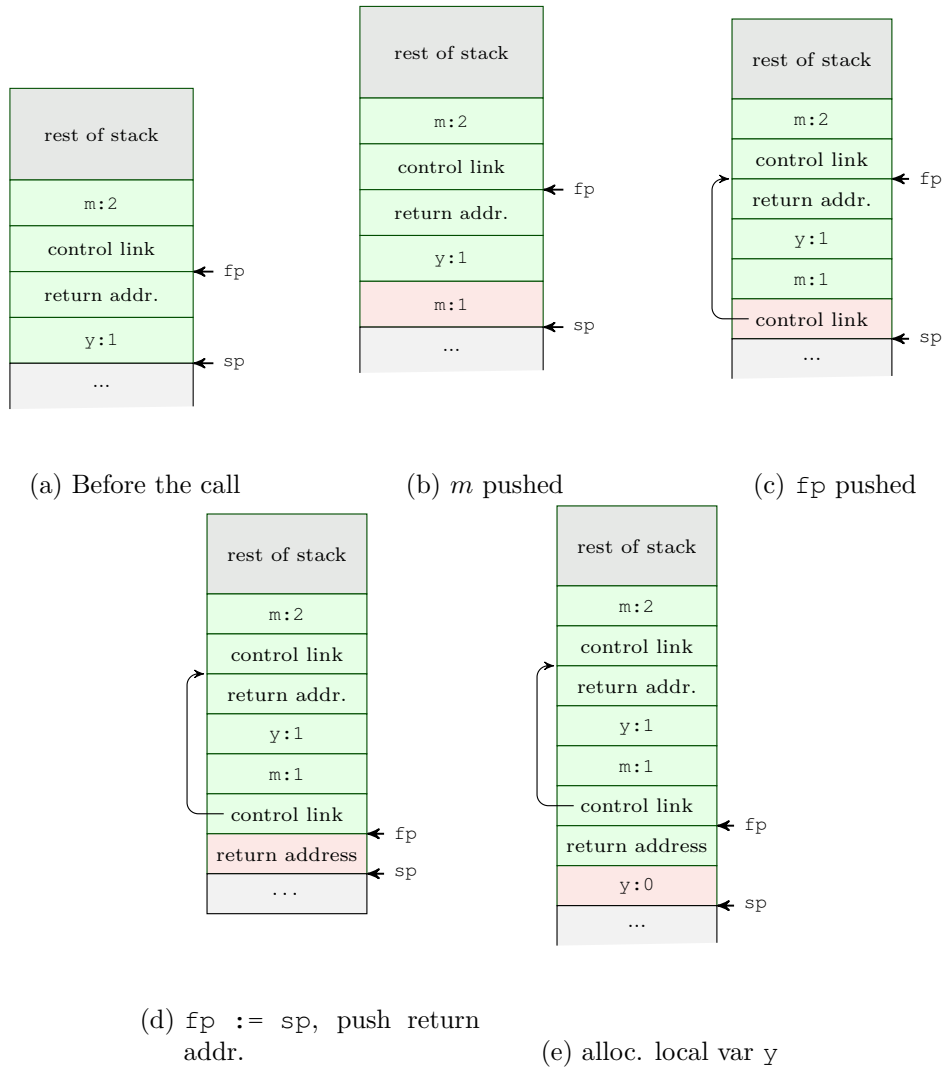 rest of stack
m:2
control link
fp
return addr.
y:1
sp
...
(a) Before the call
rest of stack
m:2
control link
fp
return addr.
y:1
m:1
sp
...
(b) m pushed
rest of stack
m:2
control link
fp
return addr.
y:1
m:1
control link
sp
...
(c) fp pushed
rest of stack
m:2
control link
return addr.
y:1
m:1
control link
fp
return address
sp
...
(d) fp := sp, push return
addr.
rest of stack
m:2
control link
return addr.
y:1
m:1
control link
fp
return address
y:0
sp
...
(e) alloc. local var y